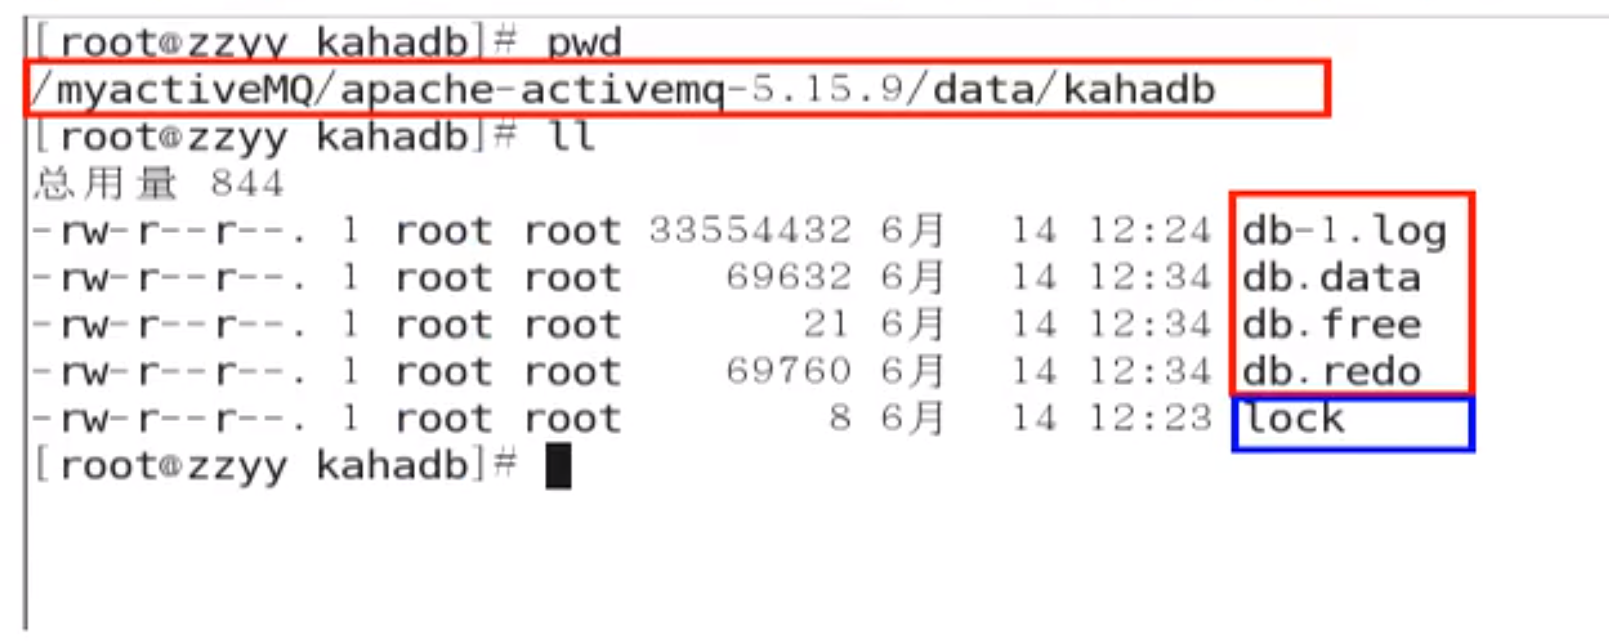 [root@zzyy kahadb]# pwd
/myactiveMQ/apache-activemq-5.15.9/data/kahadb
[root@zzyy kahadb]# ll
总用量 844
-rw-r--r--. 1 root root 33554432 6月  14 12:24 db-1.log
-rw-r--r--. 1 root root    69632 6月  14 12:34 db.data
-rw-r--r--. 1 root root       21 6月  14 12:34 db.free
-rw-r--r--. 1 root root    69760 6月  14 12:34 db.redo
-rw-r--r--. 1 root root        8 6月  14 12:23 lock
[root@zzyy kahadb]#